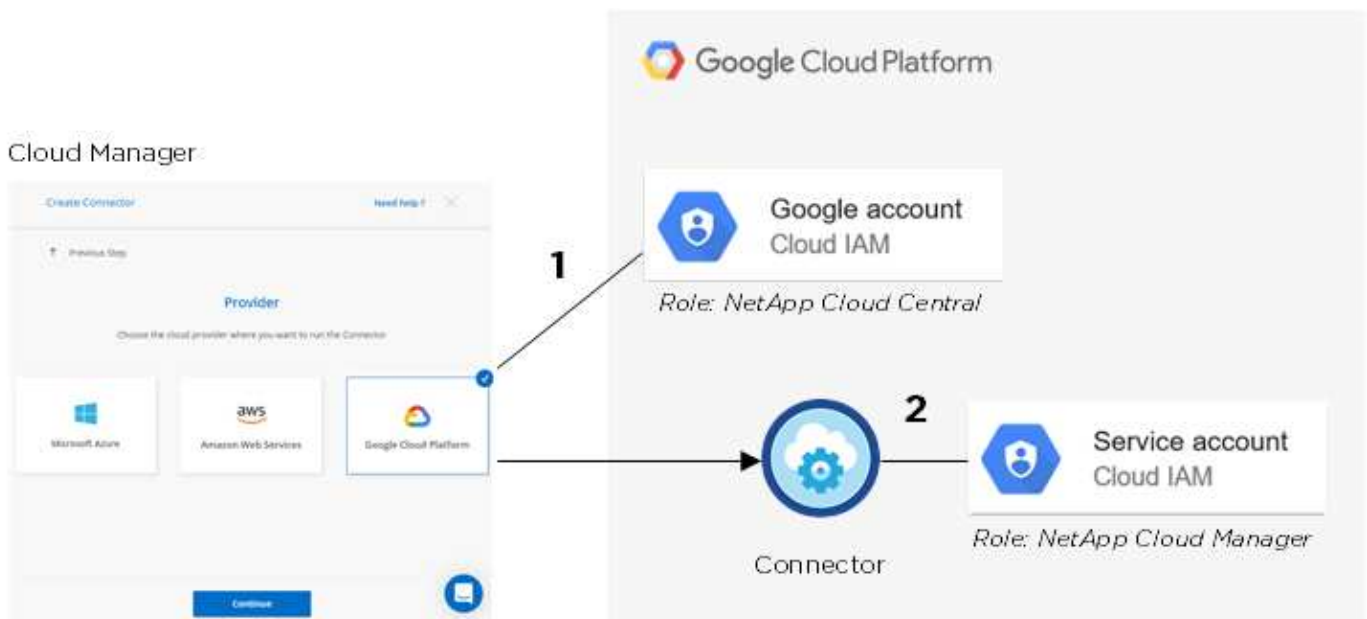 Google Cloud Platform
Cloud Manager
Create Connector
Need help?
Previous Step
Provider
Choose the cloud provider where you want to run the Connector
Microsoft Azure
aws
Amazon Web Services
Google Cloud Platform
Continue
1
Google account
Cloud IAM
Role: NetApp Cloud Central
2
Connector
Service account
Cloud IAM
Role: NetApp Cloud Manager